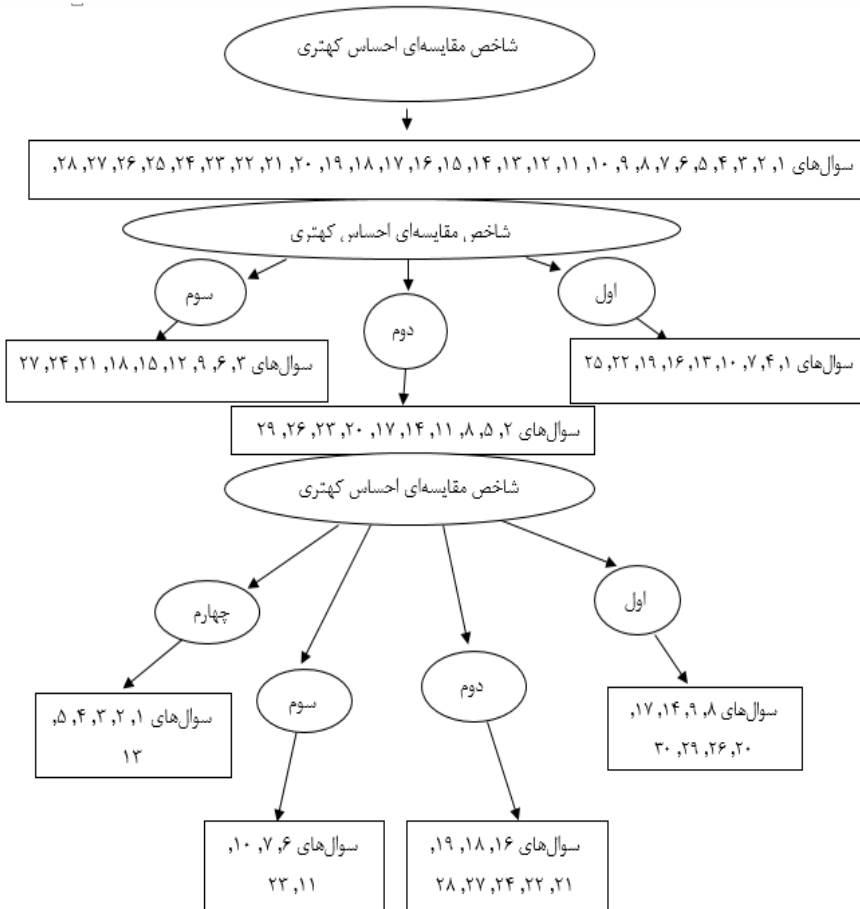 شاخص مقایسه‌ای احساس کهتری
سوال‌های ۱, ۲, ۳, ۴, ۵, ۶, ۷, ۸, ۹, ۱۰, ۱۱, ۱۲, ۱۳, ۱۴, ۱۵, ۱۶, ۱۷, ۱۸, ۱۹, ۲۰, ۲۱, ۲۲, ۲۳, ۲۴, ۲۵, ۲۶, ۲۷, ۲۸,
شاخص مقایسه‌ای احساس کهتری
اول
دوم
سوم
سوال‌های ۱, ۴, ۷, ۱۰, ۱۳, ۱۶, ۱۹, ۲۲, ۲۵
سوال‌های ۳, ۶, ۹, ۱۲, ۱۵, ۱۸, ۲۱, ۲۴, ۲۷
سوال‌های ۲, ۵, ۸, ۱۱, ۱۴, ۱۷, ۲۰, ۲۳, ۲۶, ۲۹
شاخص مقایسه‌ای احساس کهتری
اول
دوم
سوم
چهارم
سوال‌های ۸, ۹, ۱۴, ۱۷,
۲۰, ۲۶, ۲۹, ۳۰
سوال‌های ۱۶, ۱۸, ۱۹,
۲۱, ۲۲, ۲۴, ۲۷, ۲۸
سوال‌های ۶, ۷, ۱۰,
۱۱, ۲۳
سوال‌های ۱, ۲, ۳, ۴, ۵,
۱۳